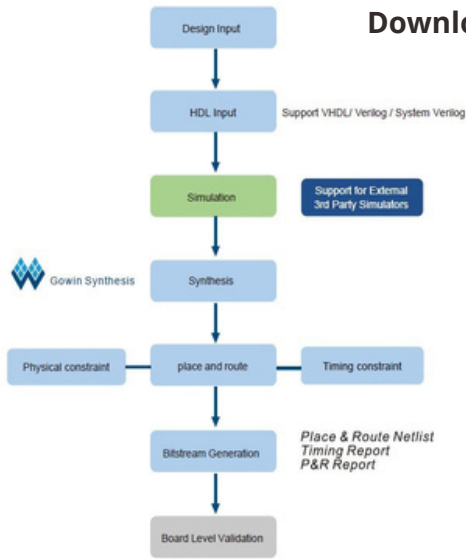 Design Input
HDL Input
Support VHDL/ Verilog / System Verilog
Simulation
Support for External
3rd Party Simulators
Gowin Synthesis
Synthesis
Physical constraint
place and route
Timing constraint
Bitstream Generation
Place & Route Netlist
Timing Report
P&R Report
Board Level Validation